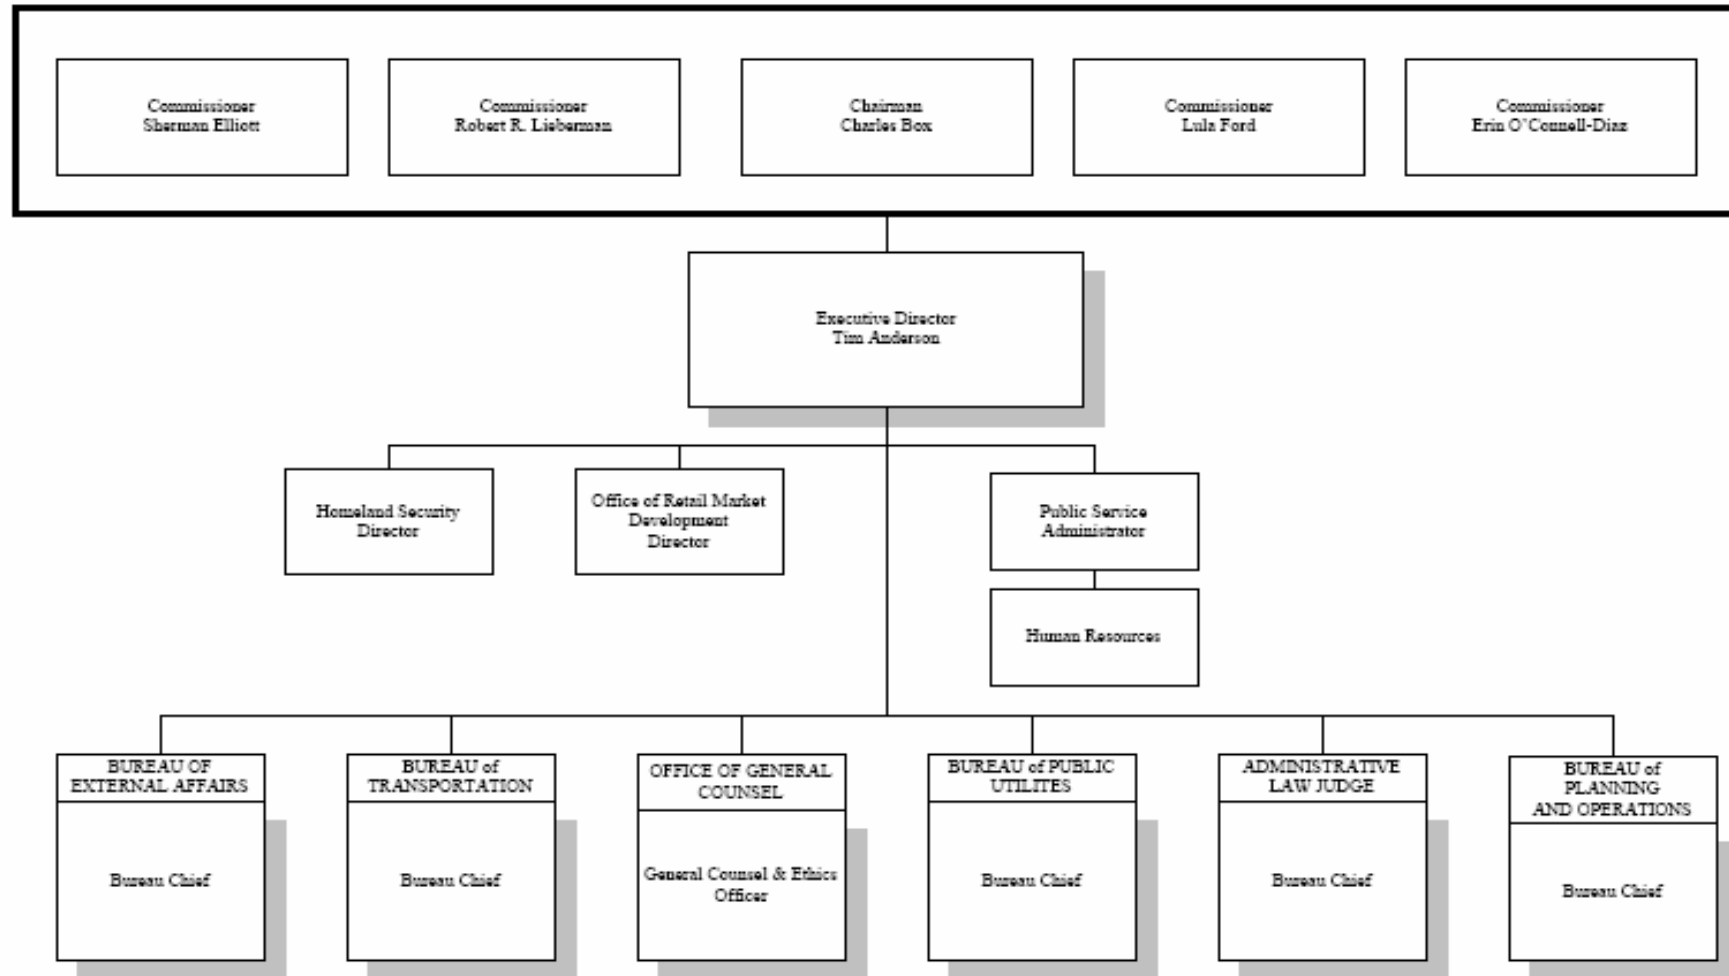 Commissioner
Sherman Elliott
Commissioner
Robert R. Lieberman
Chairman
Charles Box
Commissioner
Lula Ford
Commissioner
Erin O'Connell-Diaz
Executive Director
Tim Anderson
Homeland Security
Director
Office of Retail Market
Development
Director
Public Service
Administrator
Human Resources
BUREAU OF
EXTERNAL AFFAIRS
Bureau Chief
BUREAU of
TRANSPORTATION
Bureau Chief
OFFICE OF GENERAL
COUNSEL
General Counsel & Ethics
Officer
BUREAU of PUBLIC
UTILITES
Bureau Chief
ADMINISTRATIVE
LAW JUDGE
Bureau Chief
BUREAU of
PLANNING
AND OPERATIONS
Bureau Chief